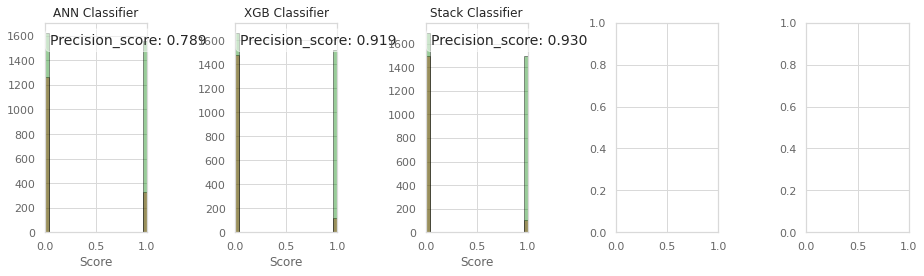 ANN Classifier
Precision_score: 0.789
1600
1400
1200
1000
800
600
400
200
0
0.0 0.5 1.0
Score
XGB Classifier
Precision_score: 0.919
1600
1400
1200
1000
800
600
400
200
0
0.0 0.5 1.0
Score
Stack Classifier
Precision_score: 0.930
1600
1400
1200
1000
800
600
400
200
0
0.0 0.5 1.0
Score
1.0
0.8
0.6
0.4
0.2
0.0
0.0 0.5 1.0
1.0
0.8
0.6
0.4
0.2
0.0
0.0 0.5 1.0